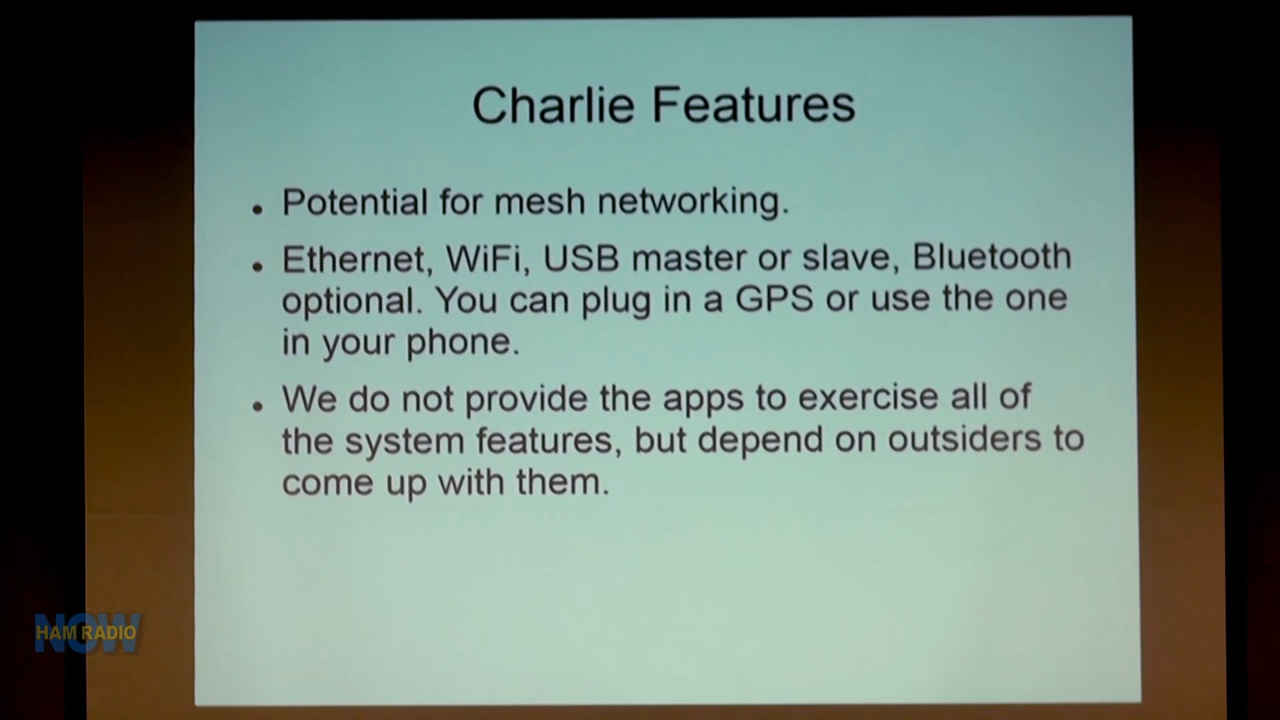 Charlie Features
• Potential for mesh networking.
• Ethernet, WiFi, USB master or slave, Bluetooth
optional. You can plug in a GPS or use the one
in your phone.
• We do not provide the apps to exercise all of
the system features, but depend on outsiders to
come up with them.
NOW
HAM RADIO